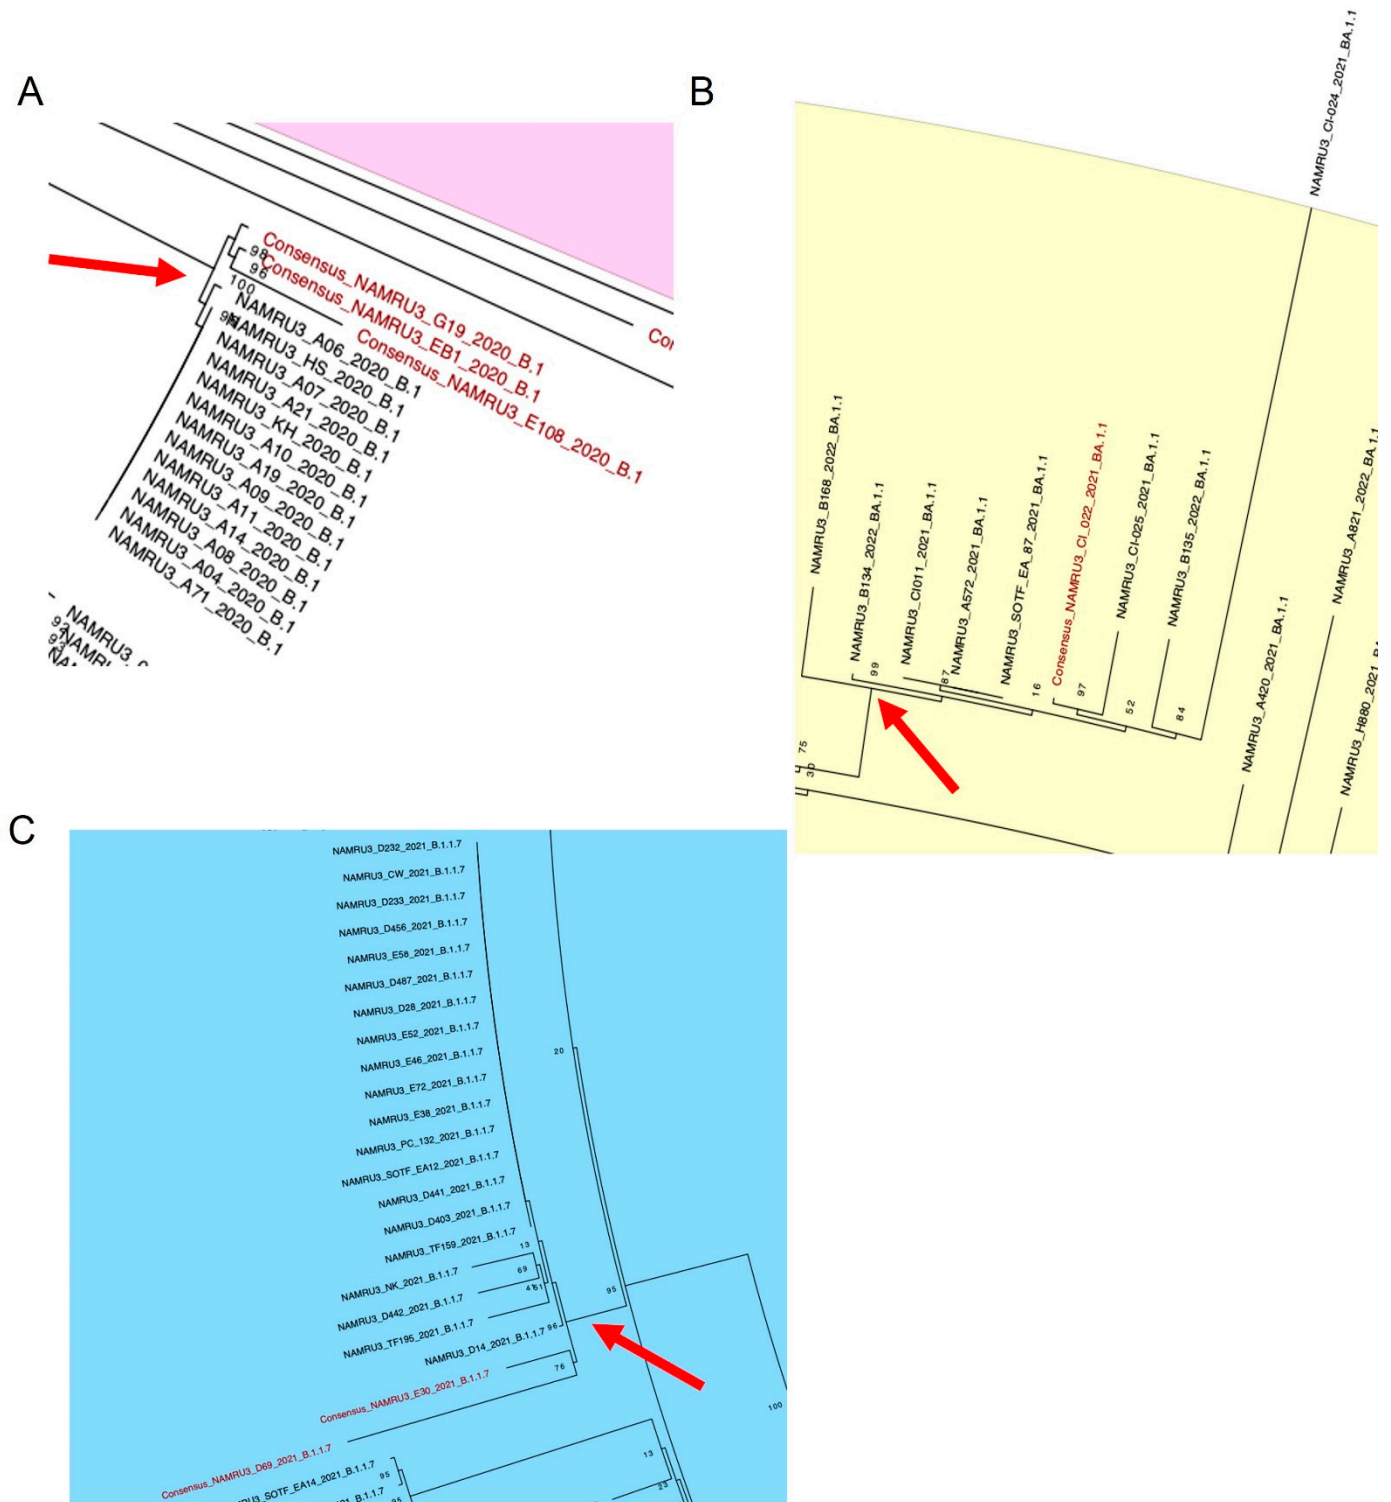 A
98
Consensus_NAMRU3_G19_2020_B.1
96
Consensus_NAMRU3_EB1_2020_B.1
100
Consensus_NAMRU3_E108_2020_B.1
NAMRU3_A06_2020_B.1
NAMRU3_HS_2020_B.1
NAMRU3_A07_2020_B.1
NAMRU3_A21_2020_B.1
NAMRU3_KH_2020_B.1
NAMRU3_A10_2020_B.1
NAMRU3_A19_2020_B.1
NAMRU3_A09_2020_B.1
NAMRU3_A11_2020_B.1
NAMRU3_A14_2020_B.1
NAMRU3_A08_2020_B.1
NAMRU3_A04_2020_B.1
NAMRU3_A71_2020_B.1
B
NAMRU3_CI-024_2021_BA.1.1
NAMRU3_B168_2022_BA.1.1
NAMRU3_B134_2022_BA.1.1
NAMRU3_CI011_2021_BA.1.1
NAMRU3_A572_2021_BA.1.1
NAMRU3_SOTF_EA_87_2021_BA.1.1
Consensus_NAMRU3_CI_022_2021_BA.1.1
NAMRU3_CI-025_2021_BA.1.1
NAMRU3_B135_2022_BA.1.1
NAMRU3_A420_2021_BA.1.1
NAMRU3_A821_2022_BA.1.1
NAMRU3_H880_2021_BA
99
87
16
97
52
84
75
30
C
NAMRU3_D232_2021_B.1.1.7
NAMRU3_CW_2021_B.1.1.7
NAMRU3_D233_2021_B.1.1.7
NAMRU3_D456_2021_B.1.1.7
NAMRU3_E58_2021_B.1.1.7
NAMRU3_D487_2021_B.1.1.7
NAMRU3_D28_2021_B.1.1.7
NAMRU3_E52_2021_B.1.1.7
20
NAMRU3_E46_2021_B.1.1.7
NAMRU3_E72_2021_B.1.1.7
NAMRU3_E38_2021_B.1.1.7
NAMRU3_PC_132_2021_B.1.1.7
NAMRU3_SOTF_EA12_2021_B.1.1.7
NAMRU3_D441_2021_B.1.1.7
NAMRU3_D403_2021_B.1.1.7
NAMRU3_TF159_2021_B.1.1.7
13
NAMRU3_NK_2021_B.1.1.7
69
NAMRU3_D442_2021_B.1.1.7
95
NAMRU3_TF195_2021_B.1.1.7
NAMRU3_D14_2021_B.1.1.7
96
76
Consensus_NAMRU3_E30_2021_B.1.1.7
100
Consensus_NAMRU3_D69_2021_B.1.1.7
RU3_SOTF_EA14_2021_B.1.1.7
95
13
23